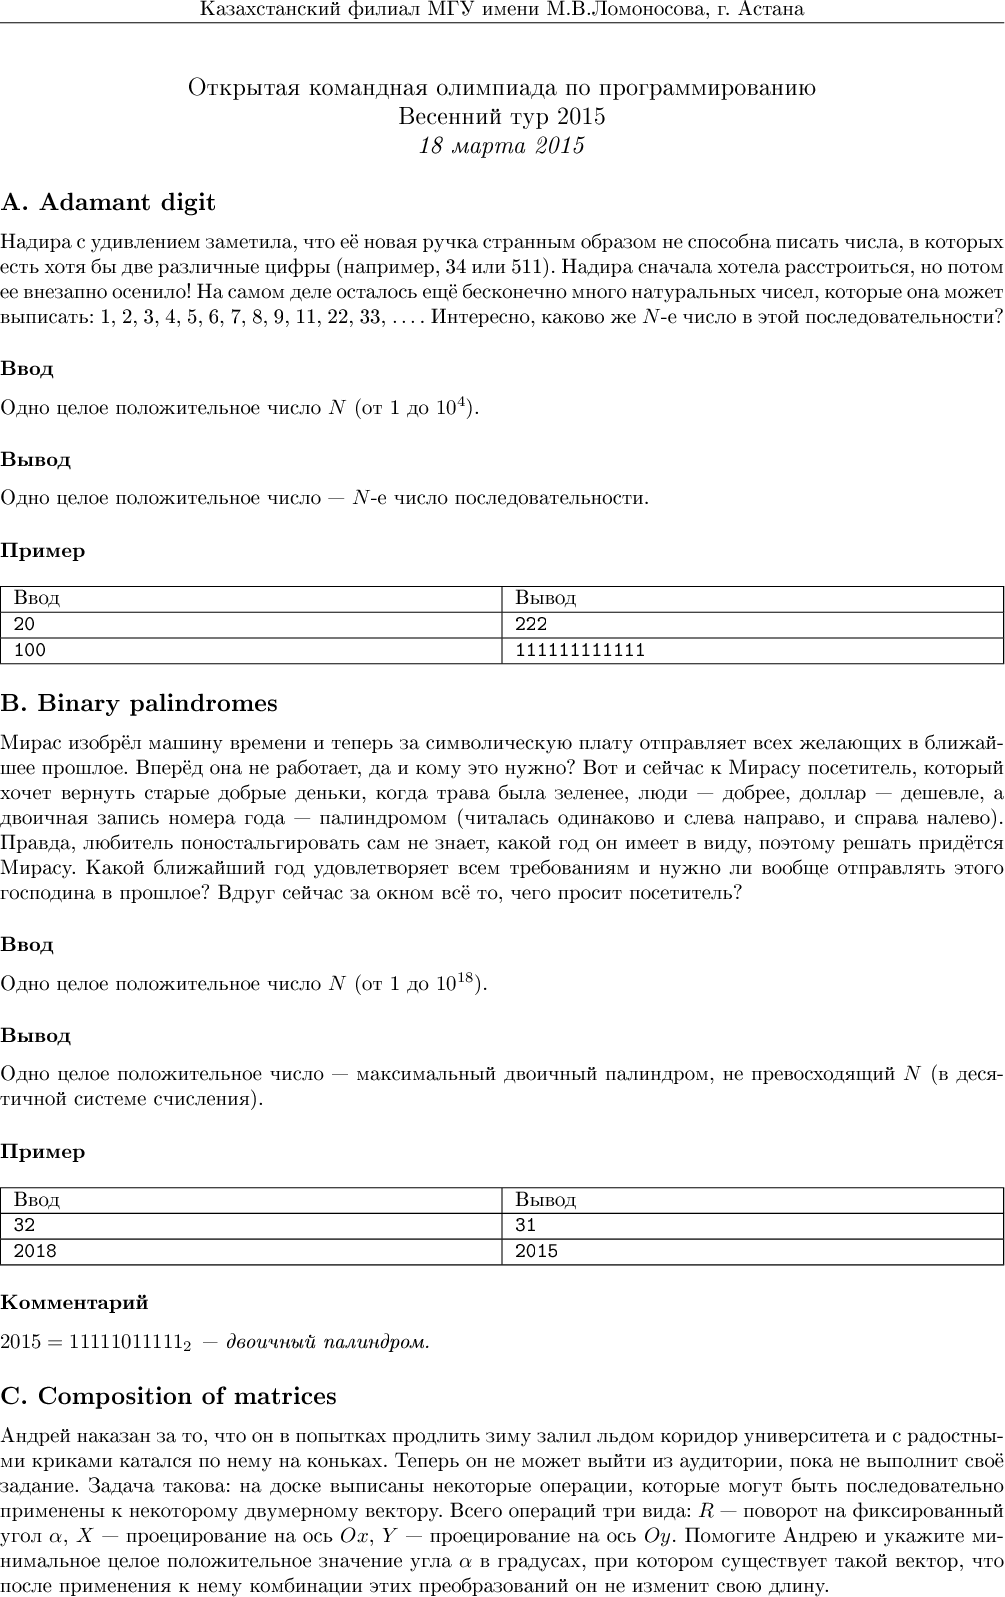 Казахстанский филиал МГУ имени М.В.Ломоносова, г. Астана
Открытая командная олимпиада по программированию
Весенний тур 2015
18 марта 2015
A. Adamant digit
Надира с удивлением заметила, что её новая ручка странным образом не способна писать числа, в которых
есть хотя бы две различные цифры (например, 34 или 511). Надира сначала хотела расстроиться, но потом
ее внезапно осенило! На самом деле осталось ещё бесконечно много натуральных чисел, которые она может
выписать: 1, 2, 3, 4, 5, 6, 7, 8, 9, 11, 22, 33, .... Интересно, каково же N-е число в этой последовательности?
Ввод
Одно целое положительное число N (от 1 до 10⁴).
Вывод
Одно целое положительное число — N-е число последовательности.
Пример
Ввод Вывод
20 222
100 111111111111
B. Binary palindromes
Мирас изобрёл машину времени и теперь за символическую плату отправляет всех желающих в ближай-
шее прошлое. Вперёд она не работает, да и кому это нужно? Вот и сейчас к Мирасу посетитель, который
хочет вернуть старые добрые деньки, когда трава была зеленее, люди — добрее, доллар — дешевле, а
двоичная запись номера года — палиндромом (читалась одинаково и слева направо, и справа налево).
Правда, любитель поностальгировать сам не знает, какой год он имеет в виду, поэтому решать придётся
Мирасу. Какой ближайший год удовлетворяет всем требованиям и нужно ли вообще отправлять этого
господина в прошлое? Вдруг сейчас за окном всё то, чего просит посетитель?
Ввод
Одно целое положительное число N (от 1 до 10¹⁸).
Вывод
Одно целое положительное число — максимальный двоичный палиндром, не превосходящий N (в деся-
тичной системе счисления).
Пример
Ввод Вывод
32 31
2018 2015
Комментарий
2015 = 11111011111₂ — двоичный палиндром.
C. Composition of matrices
Андрей наказан за то, что он в попытках продлить зиму залил льдом коридор университета и с радостны-
ми криками катался по нему на коньках. Теперь он не может выйти из аудитории, пока не выполнит своё
задание. Задача такова: на доске выписаны некоторые операции, которые могут быть последовательно
применены к некоторому двумерному вектору. Всего операций три вида: R — поворот на фиксированный
угол α, X — проецирование на ось Ox, Y — проецирование на ось Oy. Помогите Андрею и укажите ми-
нимальное целое положительное значение угла α в градусах, при котором существует такой вектор, что
после применения к нему комбинации этих преобразований он не изменит свою длину.